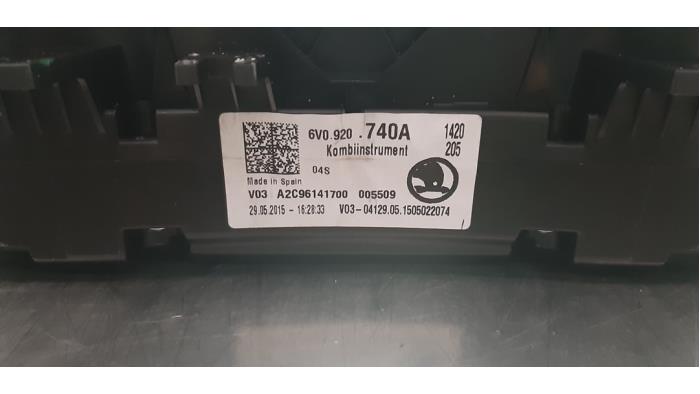 6V0.920 .740A 1420
Kombiinstrument 205
04S
Made in Spain
V03 A2C96141700 005509
29.05.2015 - 16:28:33 V03-04129.05.1505022074